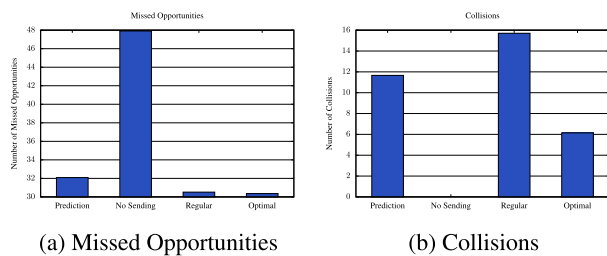 Missed Opportunities
48
46
44
42
40
38
36
34
32
30
Number of Missed Opportunities
Prediction No Sending Regular Optimal
(a) Missed Opportunities
Collisions
16
14
12
10
8
6
4
2
0
Number of Collisions
Prediction No Sending Regular Optimal
(b) Collisions